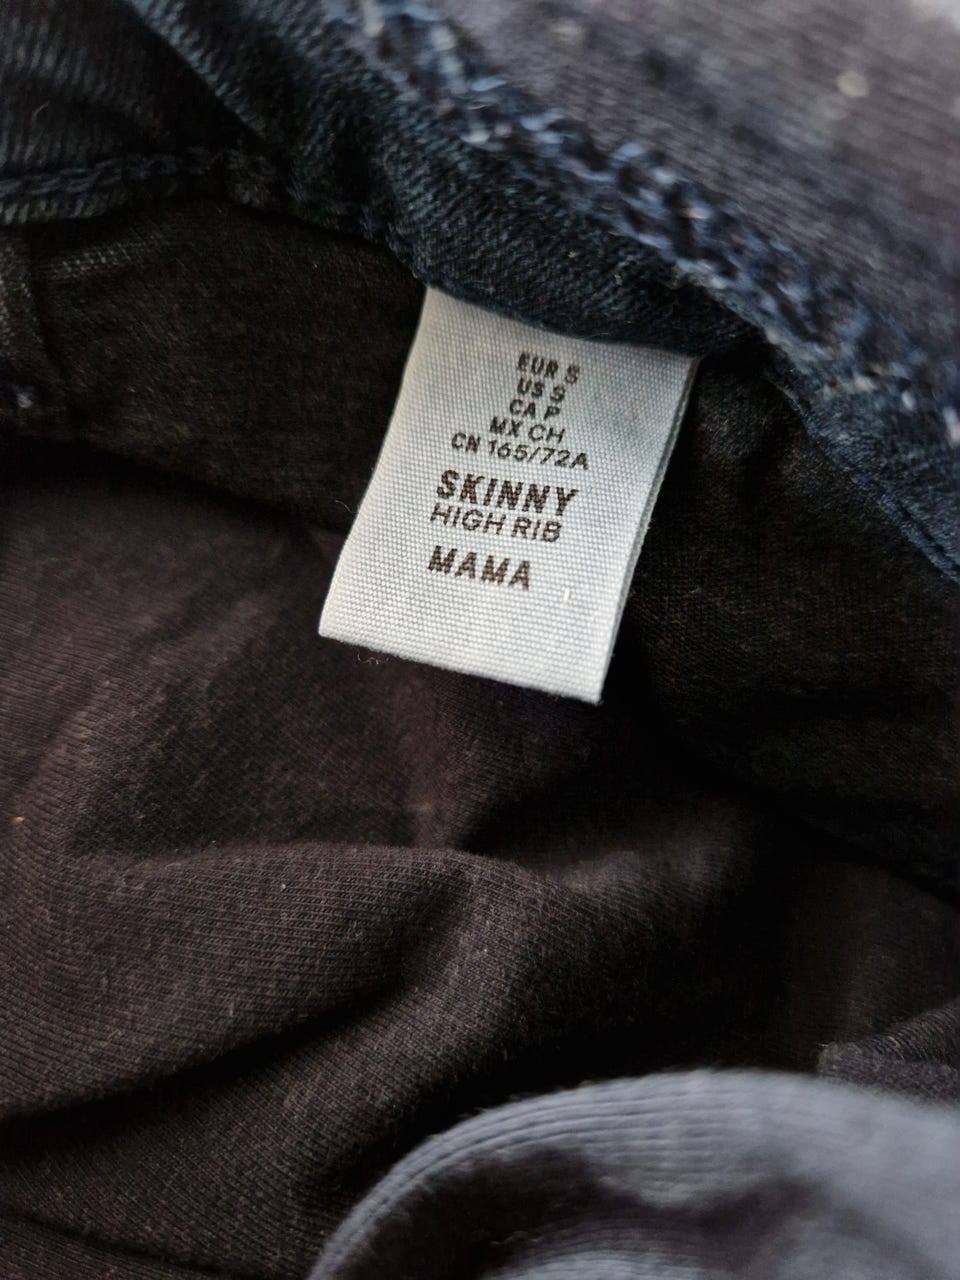 EUR S
US S
CA P
MX CH
CN 165/72A
SKINNY
HIGH RIB
MAMA